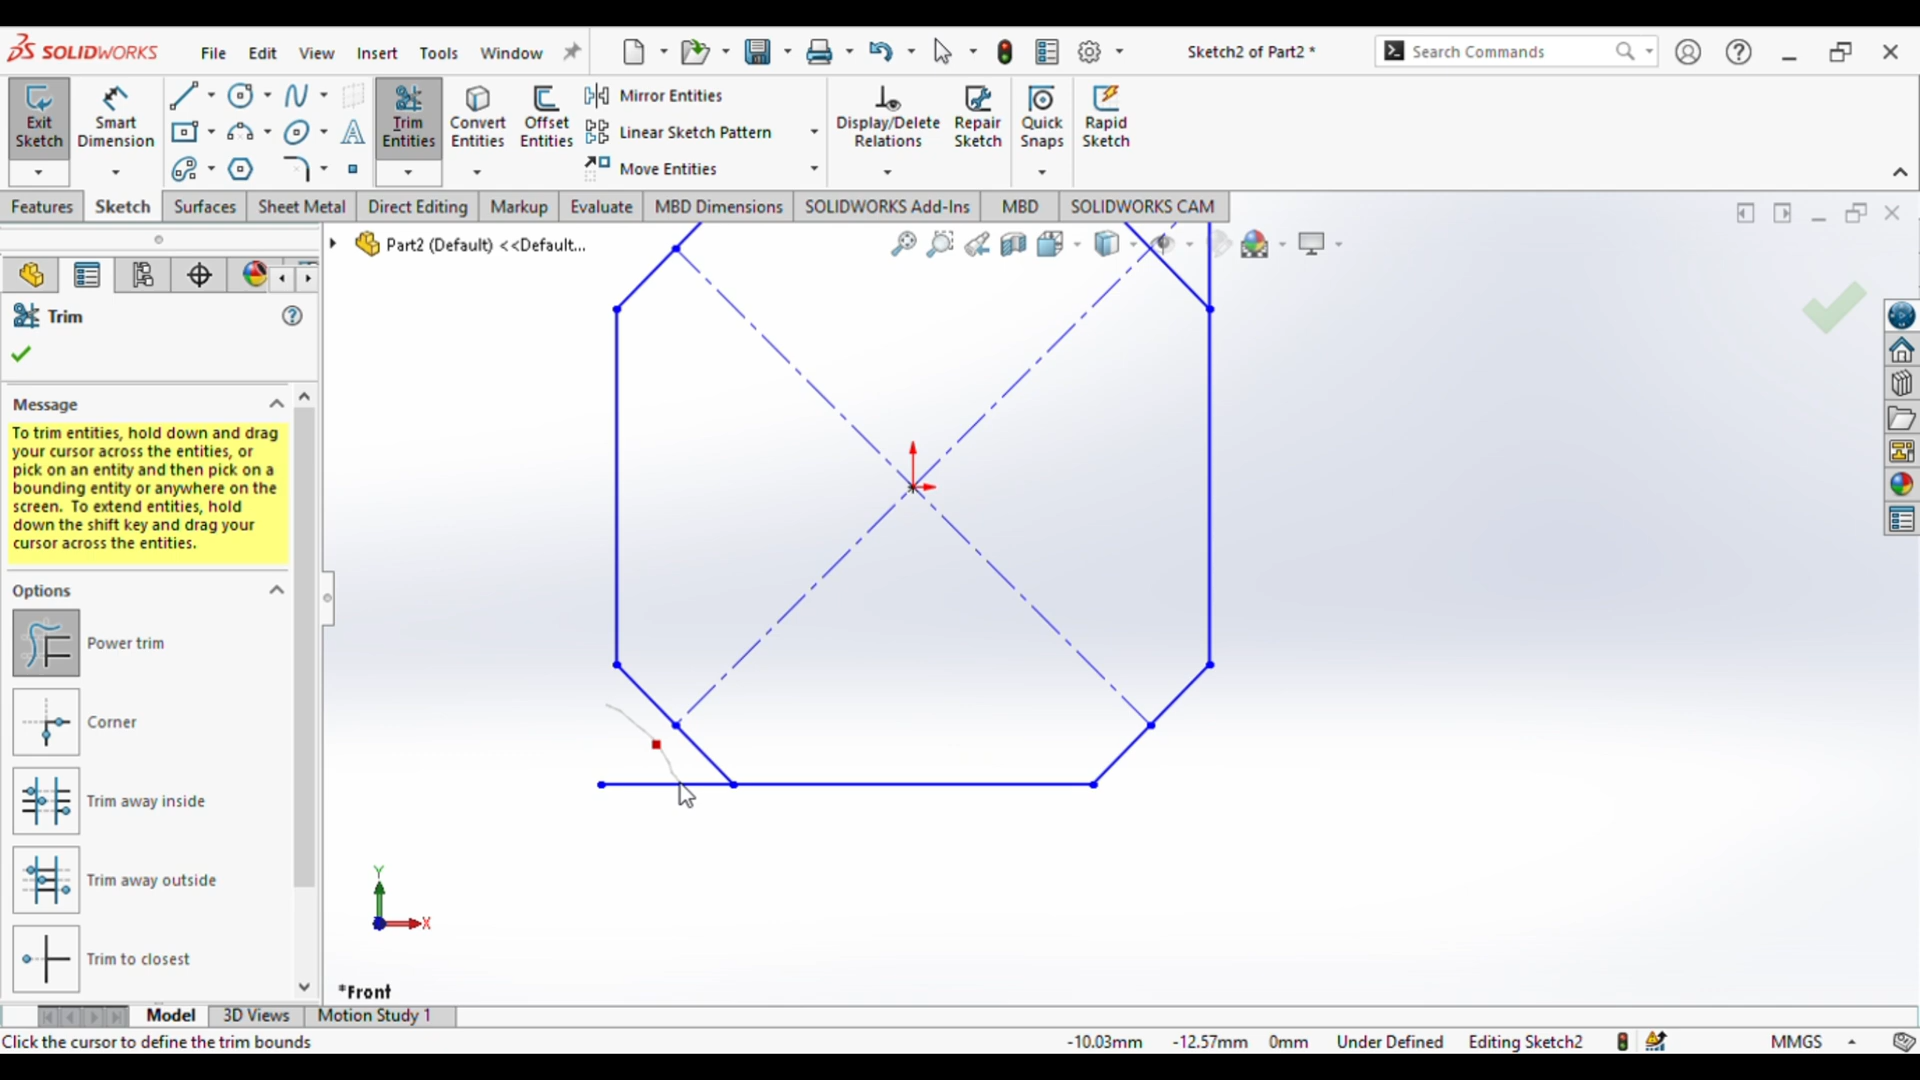 SOLIDWORKS File Edit View Insert Tools Window Sketch2 of Part2 * Search Commands
Exit Sketch
Smart Dimension
Trim Entities
Convert Entities
Offset Entities
Mirror Entities
Linear Sketch Pattern
Move Entities
Display/Delete Relations
Repair Sketch
Quick Snaps
Rapid Sketch
Features Sketch Surfaces Sheet Metal Direct Editing Markup Evaluate MBD Dimensions SOLIDWORKS Add-Ins MBD SOLIDWORKS CAM
Part2 (Default) <<Default...
Trim
Message
To trim entities, hold down and drag
your cursor across the entities, or
pick on an entity and then pick on a
bounding entity or anywhere on the
screen. To extend entities, hold
down the shift key and drag your
cursor across the entities.
Options
Power trim
Corner
Trim away inside
Trim away outside
Trim to closest
Y
X
*Front
Model 3D Views Motion Study 1
Click the cursor to define the trim bounds -10.03mm -12.57mm 0mm Under Defined Editing Sketch2 MMGS